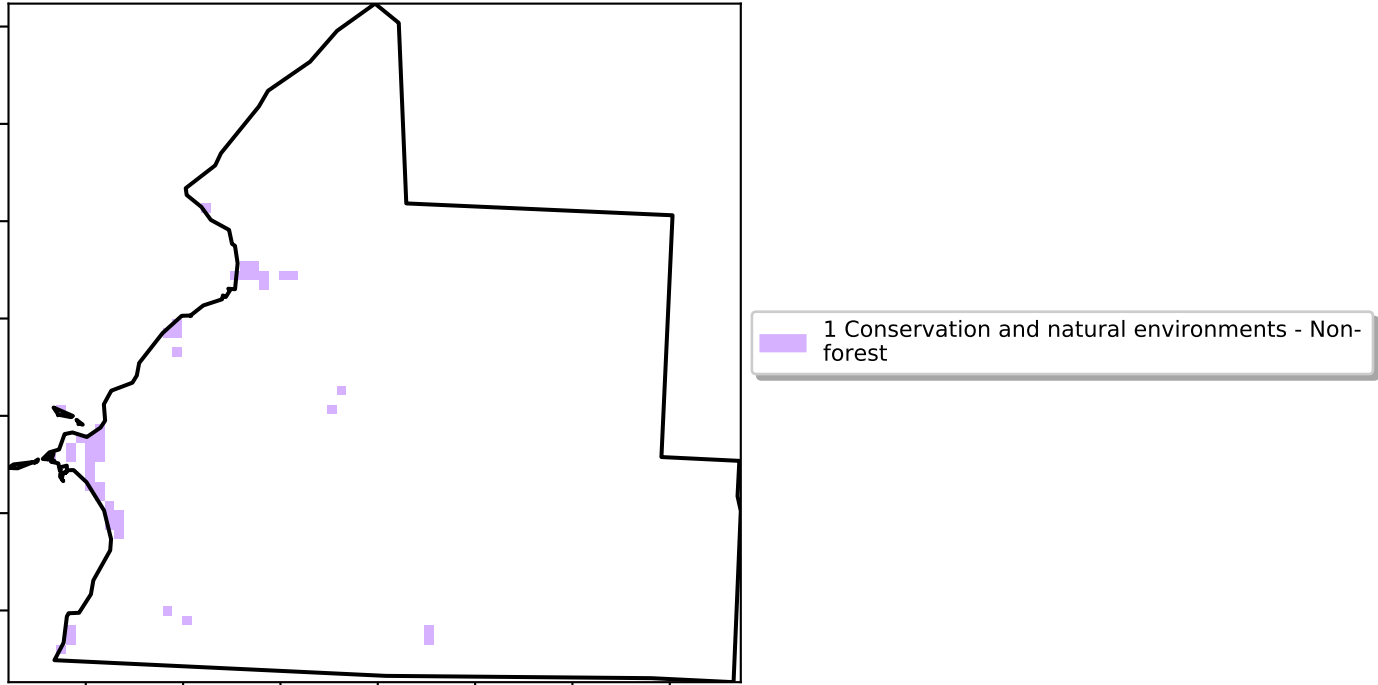 1 Conservation and natural environments - Non-
forest